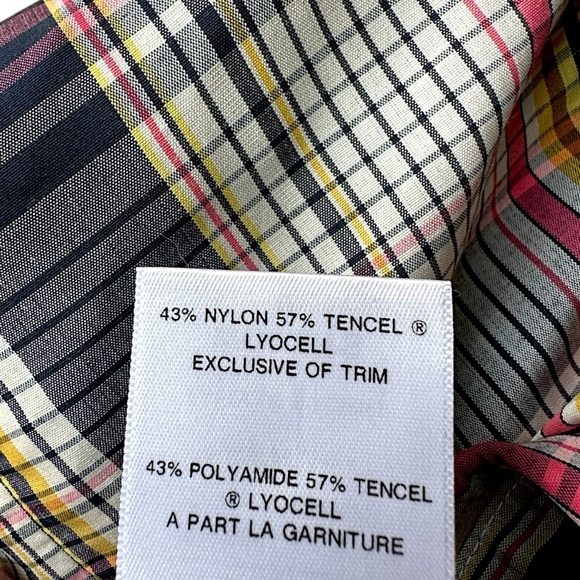 43% NYLON 57% TENCEL ®
LYOCELL
EXCLUSIVE OF TRIM
43% POLYAMIDE 57% TENCEL
® LYOCELL
A PART LA GARNITURE